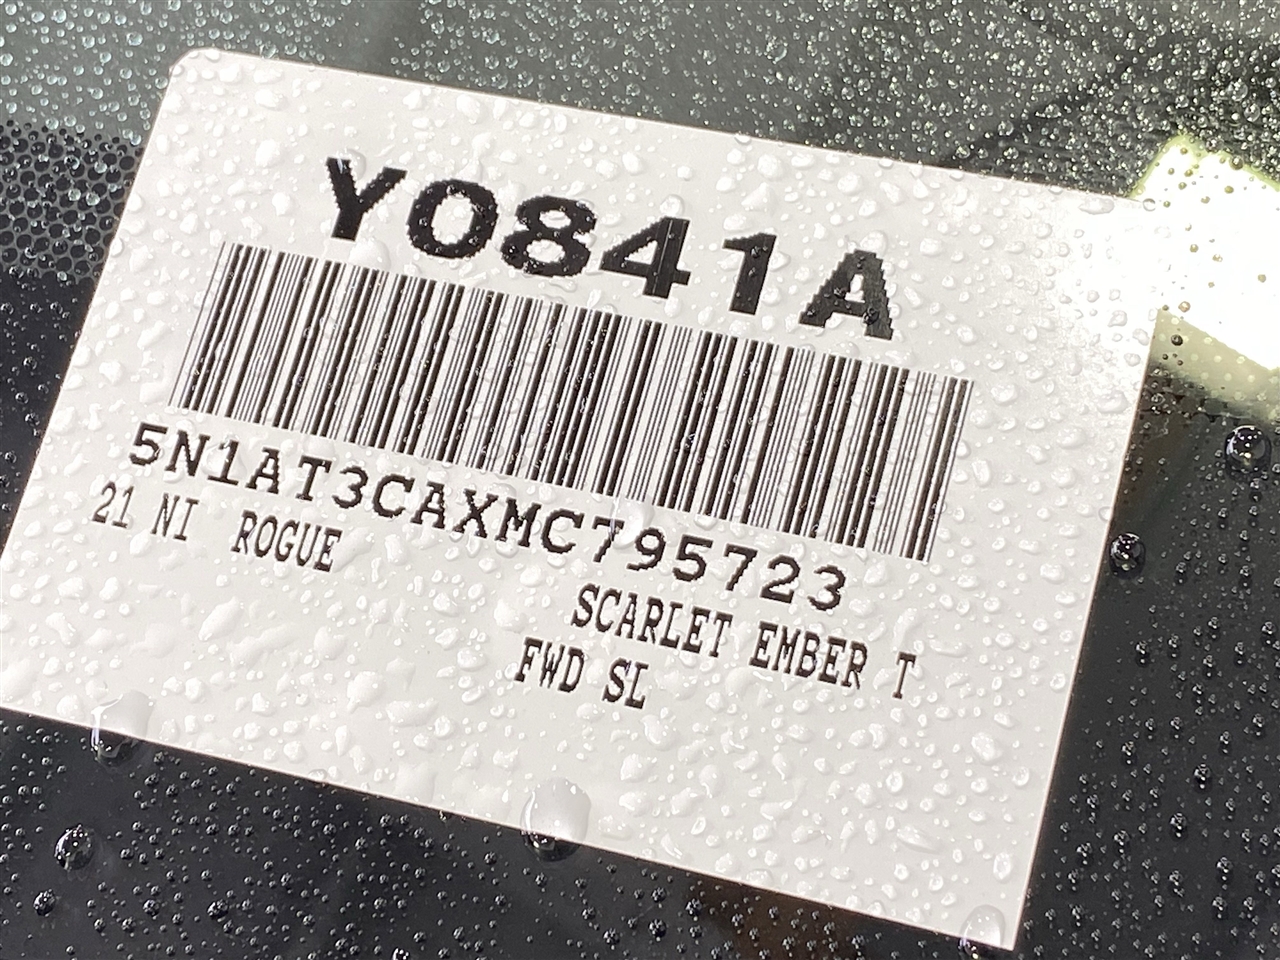 Y0841A
5N1AT3CAXMC795723
21 NI ROGUE
SCARLET EMBER T
FWD SL